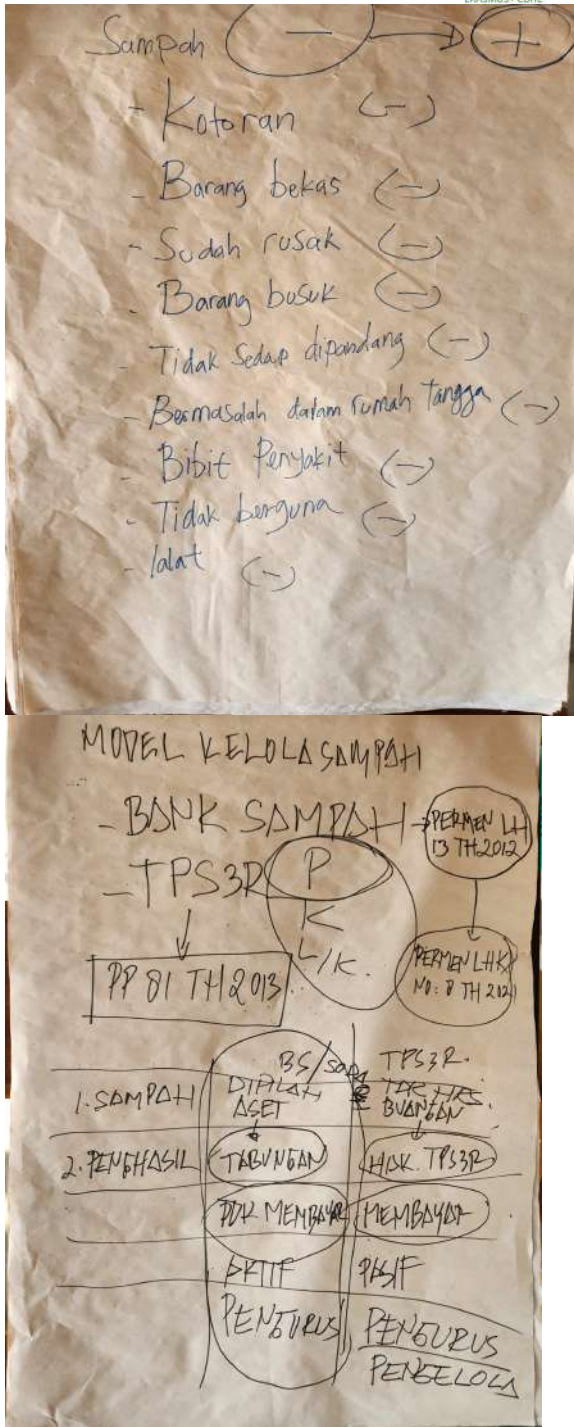 Sampah (-) → (+)
- Kotoran (-)
- Barang bekas (-)
- Sudah rusak (-)
- Barang busuk (-)
- Tidak Sedap dipandang (-)
- Bermasalah dalam rumah tangga (-)
- Bibit Penyakit (-)
- Tidak berguna (-)
- lalat (-)
MODEL KELOLA SAMPAH
- BANK SAMPAH → PERMEN LH
13 TH 2012
- TPS3R P
K
L/K.
PP 81 TH 2013
PERMEN LHK
NO: 8 TH 2021
BS/ TPS3R.
1. SAMPAH DIPILAH
ASET BUANGAN
2. PENGHASIL TABUNGAN HAK. TPS3R
MEMBAYAR MEMBAYAR
AKTIF PASIF
PENGURUS PENGURUS
PENGELOLA